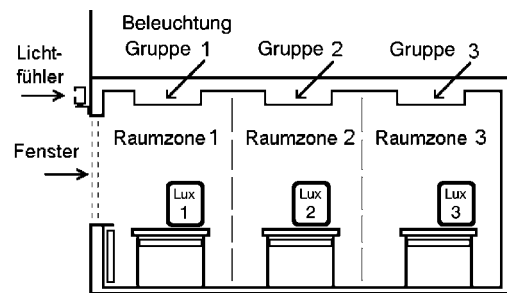 Beleuchtung
Gruppe 1
Gruppe 2
Gruppe 3
Licht-
fühler
Raumzone 1
Raumzone 2
Raumzone 3
Fenster
Lux
1
Lux
2
Lux
3